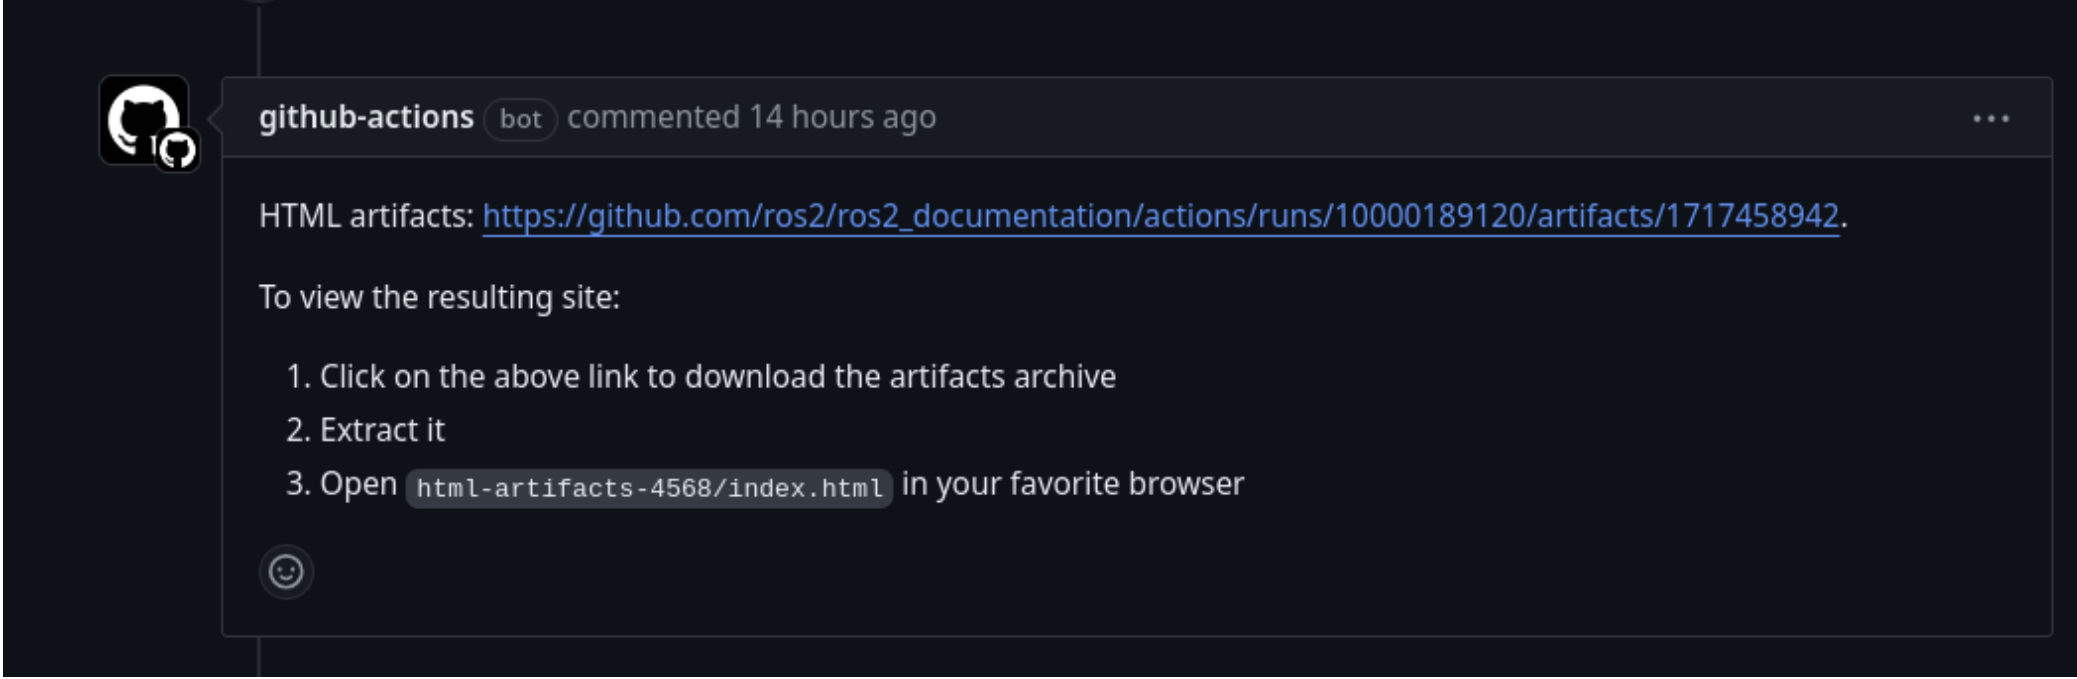 github-actions bot commented 14 hours ago
HTML artifacts: https://github.com/ros2/ros2_documentation/actions/runs/10000189120/artifacts/1717458942.
To view the resulting site:
1. Click on the above link to download the artifacts archive
2. Extract it
3. Open html-artifacts-4568/index.html in your favorite browser